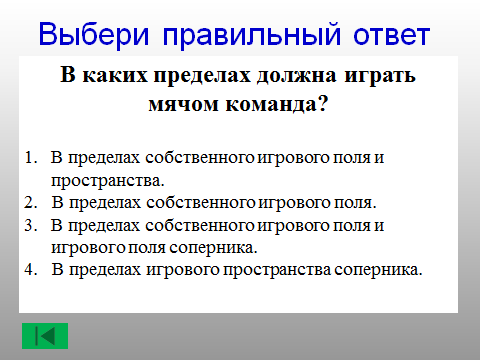 Выбери правильный ответ
В каких пределах должна играть
мячом команда?
1. В пределах собственного игрового поля и
пространства.
2. В пределах собственного игрового поля.
3. В пределах собственного игрового поля и
игрового поля соперника.
4. В пределах игрового пространства соперника.